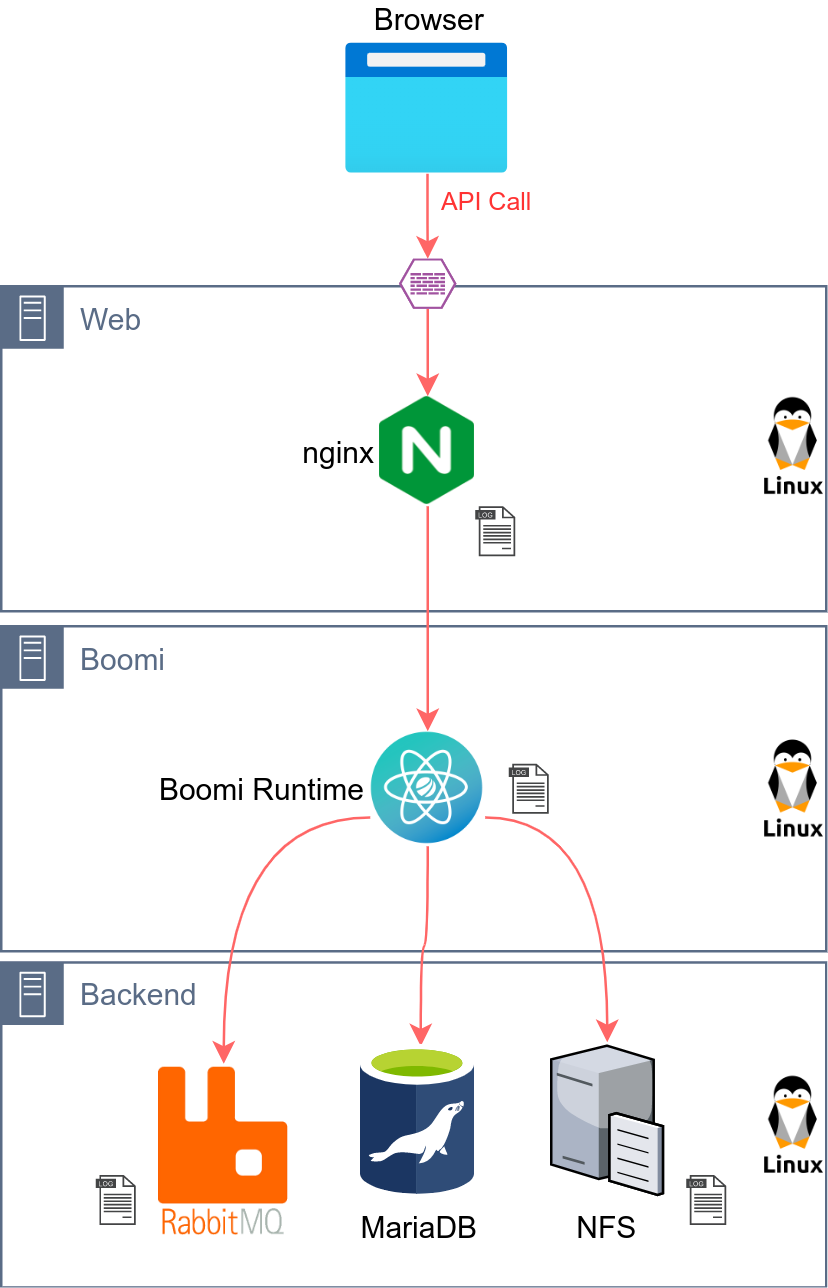 Browser
API Call
Web
nginx
Linux
LOG
Boomi
Boomi Runtime
LOG
Linux
Backend
Linux
LOG
RabbitMQ
MariaDB
NFS
LOG